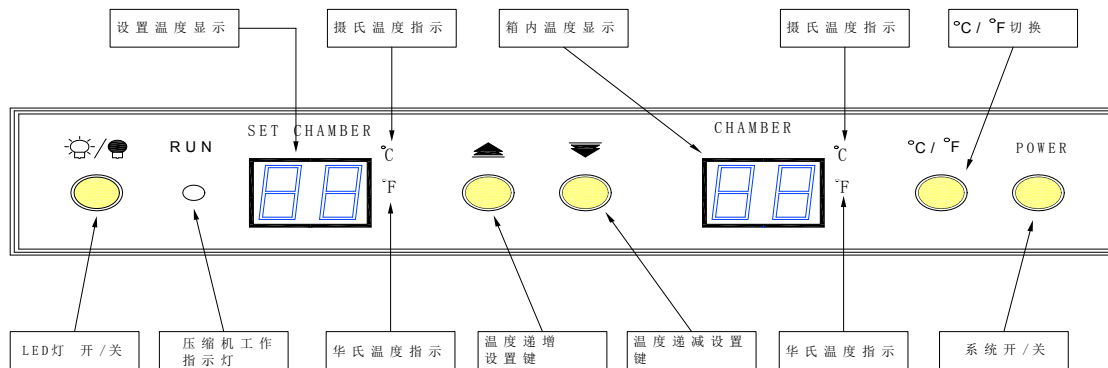 设置温度显示
摄氏温度指示
箱内温度显示
摄氏温度指示
°C/ °F切换
SET CHAMBER
CHAMBER
RUN
°C
°F
°C
°F
°C/ °F
POWER
LED灯 开/关
压缩机工作
指示灯
华氏温度指示
温度递增
设置键
温度递减设置
键
华氏温度指示
系统开/关